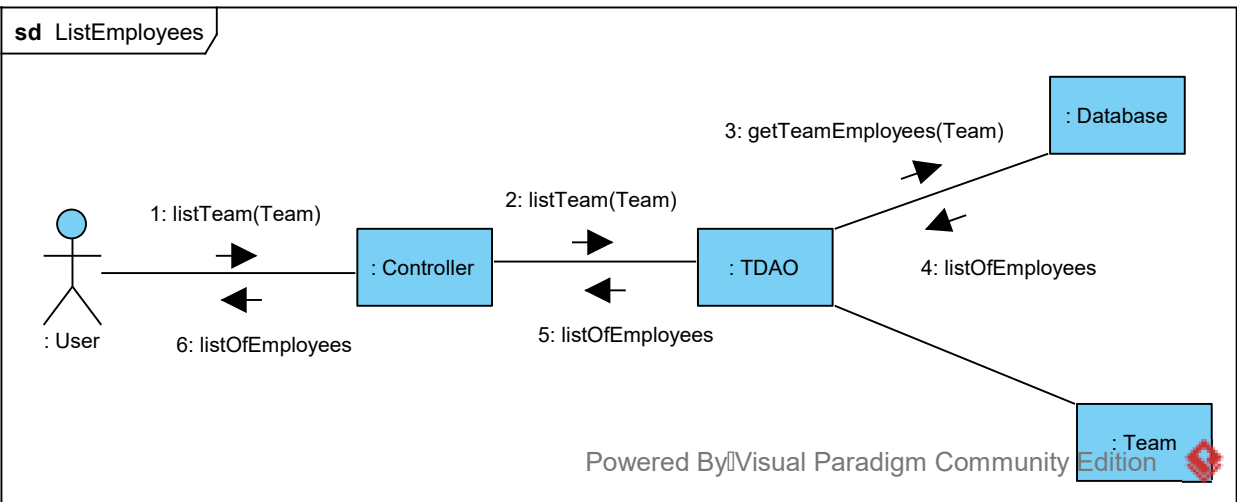 sd ListEmployees
: Database
3: getTeamEmployees(Team)
1: listTeam(Team)
2: listTeam(Team)
: Controller
: TDAO
4: listOfEmployees
: User
6: listOfEmployees
5: listOfEmployees
: Team
Powered By▯Visual Paradigm Community Edition